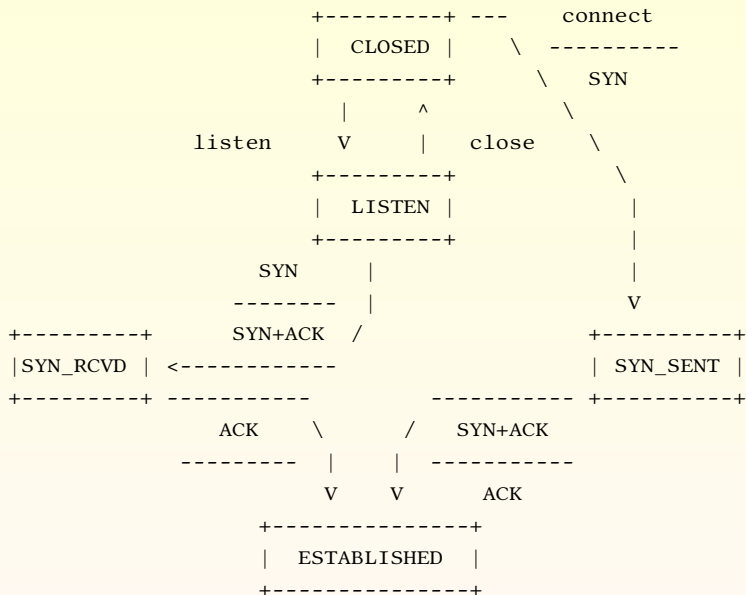 +---------+ --- connect
| CLOSED | \ ----------
+---------+ \ SYN
| ^ \
listen V | close \
+---------+ \
| LISTEN | |
+---------+ |
SYN | |
-------- | V
+---------+ SYN+ACK / +----------+
|SYN_RCVD | <------------ | SYN_SENT |
+---------+ ----------- ----------- +----------+
ACK \ / SYN+ACK
--------- | | -----------
V V ACK
+---------------+
| ESTABLISHED |
+---------------+